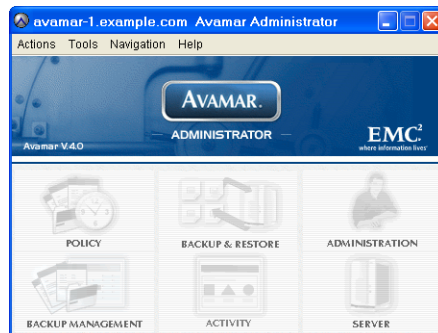 avamar-1.example.com Avamar Administrator
Actions Tools Navigation Help
AVAMAR.
ADMINISTRATOR
EMC²
where information lives®
Avamar V.4.0
POLICY BACKUP & RESTORE ADMINISTRATION
BACKUP MANAGEMENT ACTIVITY SERVER